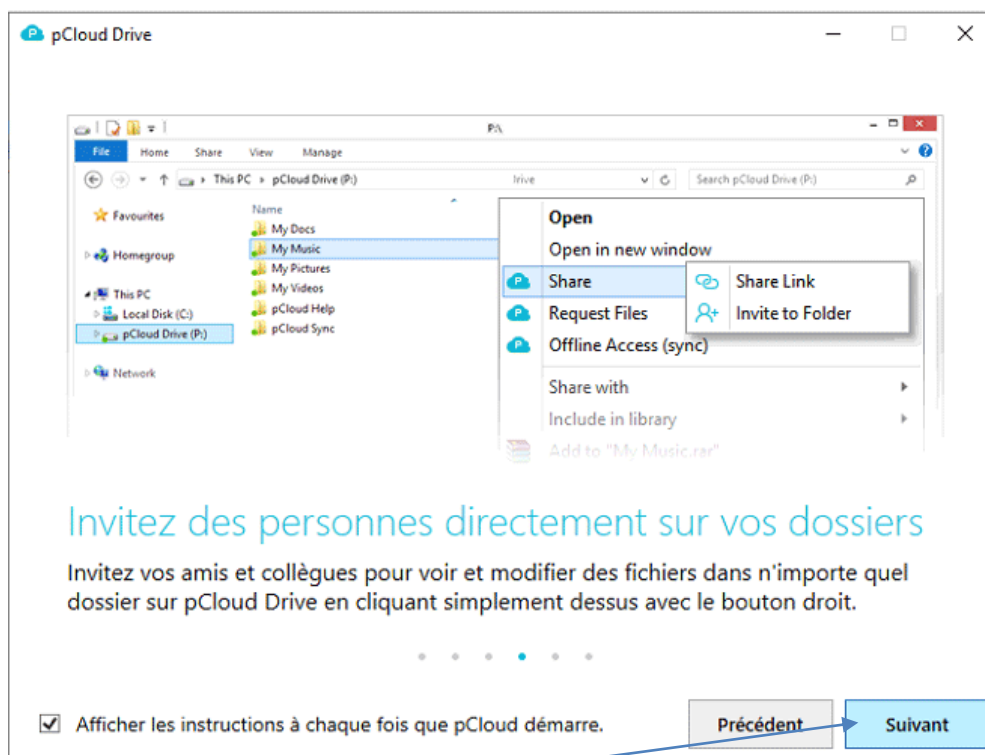 pCloud Drive
P:\
File Home Share View Manage
This PC pCloud Drive (P:) Irive Search pCloud Drive (P:)
Favourites
Homegroup
This PC
Local Disk (C:)
pCloud Drive (P:)
Network
Name
My Docs
My Music
My Pictures
My Videos
pCloud Help
pCloud Sync
Open
Open in new window
Share
Request Files
Offline Access (sync)
Share with
Include in library
Add to "My Music.rar"
Share Link
Invite to Folder
Invitez des personnes directement sur vos dossiers
Invitez vos amis et collègues pour voir et modifier des fichiers dans n'importe quel
dossier sur pCloud Drive en cliquant simplement dessus avec le bouton droit.
Afficher les instructions à chaque fois que pCloud démarre. Précédent Suivant